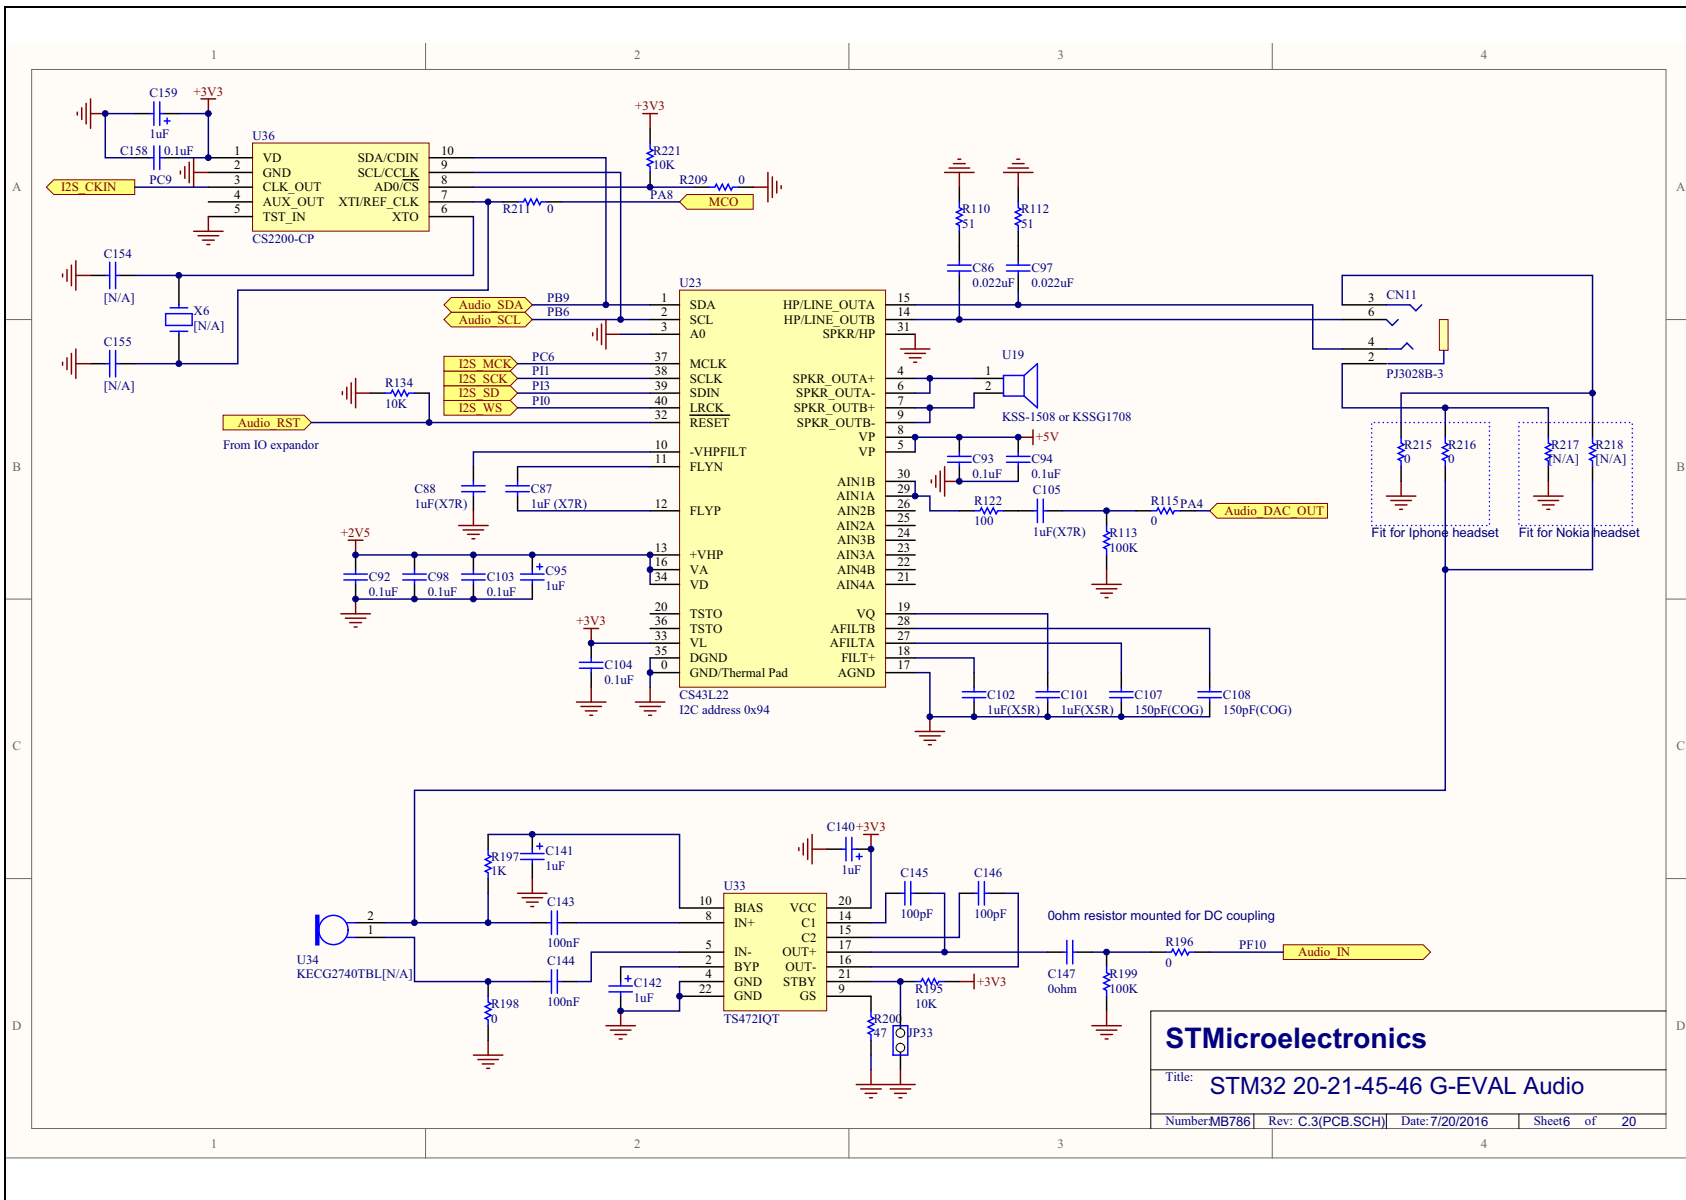 1 2 3 4
A A
B B
C C
D D
1 2 3 4
C159
+3V3
1uF
C158 0.1uF
U36
1 VD SDA/CDIN 10
2 GND SCL/CCLK 9
3 CLK_OUT AD0/CS 8
4 AUX_OUT XTI/REF_CLK 7
5 TST_IN XTO 6
CS2200-CP
I2S_CKIN PC9
+3V3
R221
10K
R209 0
PA8 MCO
R211 0
C154
[N/A]
X6
[N/A]
C155
[N/A]
R110
51
R112
51
C86
0.022uF
C97
0.022uF
U23
Audio_SDA PB9 1 SDA HP/LINE_OUTA 15
Audio_SCL PB6 2 SCL HP/LINE_OUTB 14
3 A0 SPKR/HP 31
I2S_MCK PC6 37 MCLK
I2S_SCK PI1 38 SCLK SPKR_OUTA+ 4
I2S_SD PI3 39 SDIN SPKR_OUTA- 6
I2S_WS PI0 40 LRCK SPKR_OUTB+ 7
Audio_RST 32 RESET SPKR_OUTB- 9
VP 8
10 -VHPFILT VP 5
11 FLYN
AIN1B 30
AIN1A 29
12 FLYP AIN2B 26
AIN2A 25
AIN3B 24
13 +VHP AIN3A 23
16 VA AIN4B 22
34 VD AIN4A 21
20 TSTO VQ 19
36 TSTO AFILTB 28
33 VL AFILTA 27
35 DGND FILT+ 18
0 GND/Thermal Pad AGND 17
CS43L22
I2C address 0x94
R134
10K
From IO expandor
C88
1uF(X7R)
C87
1uF (X7R)
+2V5
C92
0.1uF
C98
0.1uF
C103
0.1uF
C95
1uF
+3V3
C104
0.1uF
U19
1
2
KSS-1508 or KSSG1708
+5V
C93
0.1uF
C94
0.1uF
R122
100
C105
1uF(X7R)
R113
100K
R115
0
PA4 Audio_DAC_OUT
C102
1uF(X5R)
C101
1uF(X5R)
C107
150pF(COG)
C108
150pF(COG)
3 CN11
6
4
2
PJ3028B-3
R215
0
R216
0
R217
[N/A]
R218
[N/A]
Fit for Iphone headset
Fit for Nokia headset
R197
1K
C141
1uF
C140 +3V3
1uF
C145
100pF
C146
100pF
U33
10 BIAS VCC 20
8 IN+ C1 14
C2 15
5 IN- OUT+ 17
2 BYP OUT- 16
4 GND STBY 21
22 GND GS 9
TS472IQT
2
1
U34
KECG2740TBL[N/A]
C143
100nF
C144
100nF
R198
0
C142
1uF
R195
10K
+3V3
R200
47
JP33
0ohm resistor mounted for DC coupling
C147
0ohm
R199
100K
R196
0
PF10 Audio_IN
STMicroelectronics
Title: STM32 20-21-45-46 G-EVAL Audio
Number:MB786 Rev: C.3(PCB.SCH) Date:7/20/2016 Sheet6 of 20